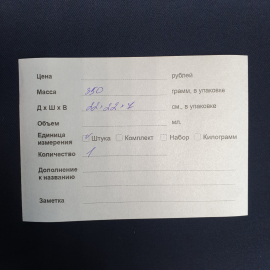 Цена рублей
Масса 350 грамм, в упаковке
Д х Ш х В 22×22×7 см., в упаковке
Объем мл.
Единица измерения Штука Комплект Набор Килограмм
Количество 1
Дополнение
к названию
Заметка